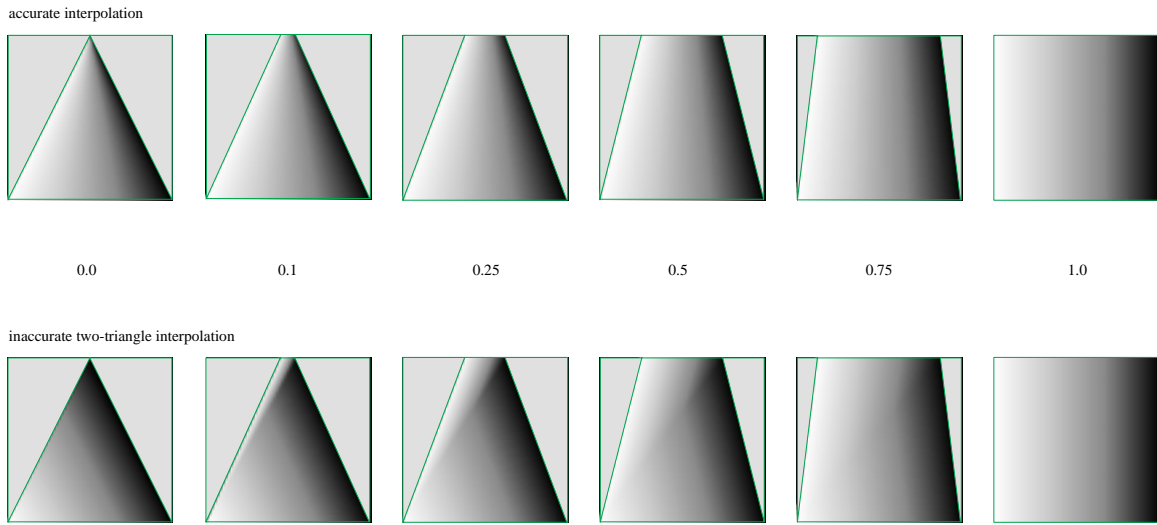 accurate interpolation
0.0 0.1 0.25 0.5 0.75 1.0
inaccurate two-triangle interpolation